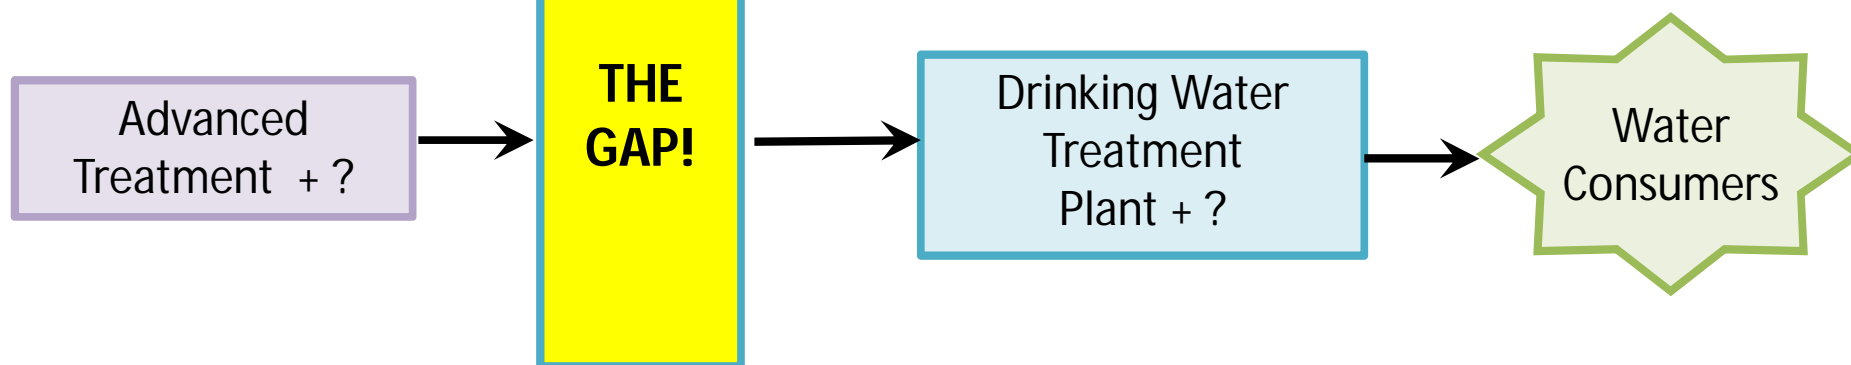 Advanced
Treatment + ?
THE
GAP!
Drinking Water
Treatment
Plant + ?
Water
Consumers